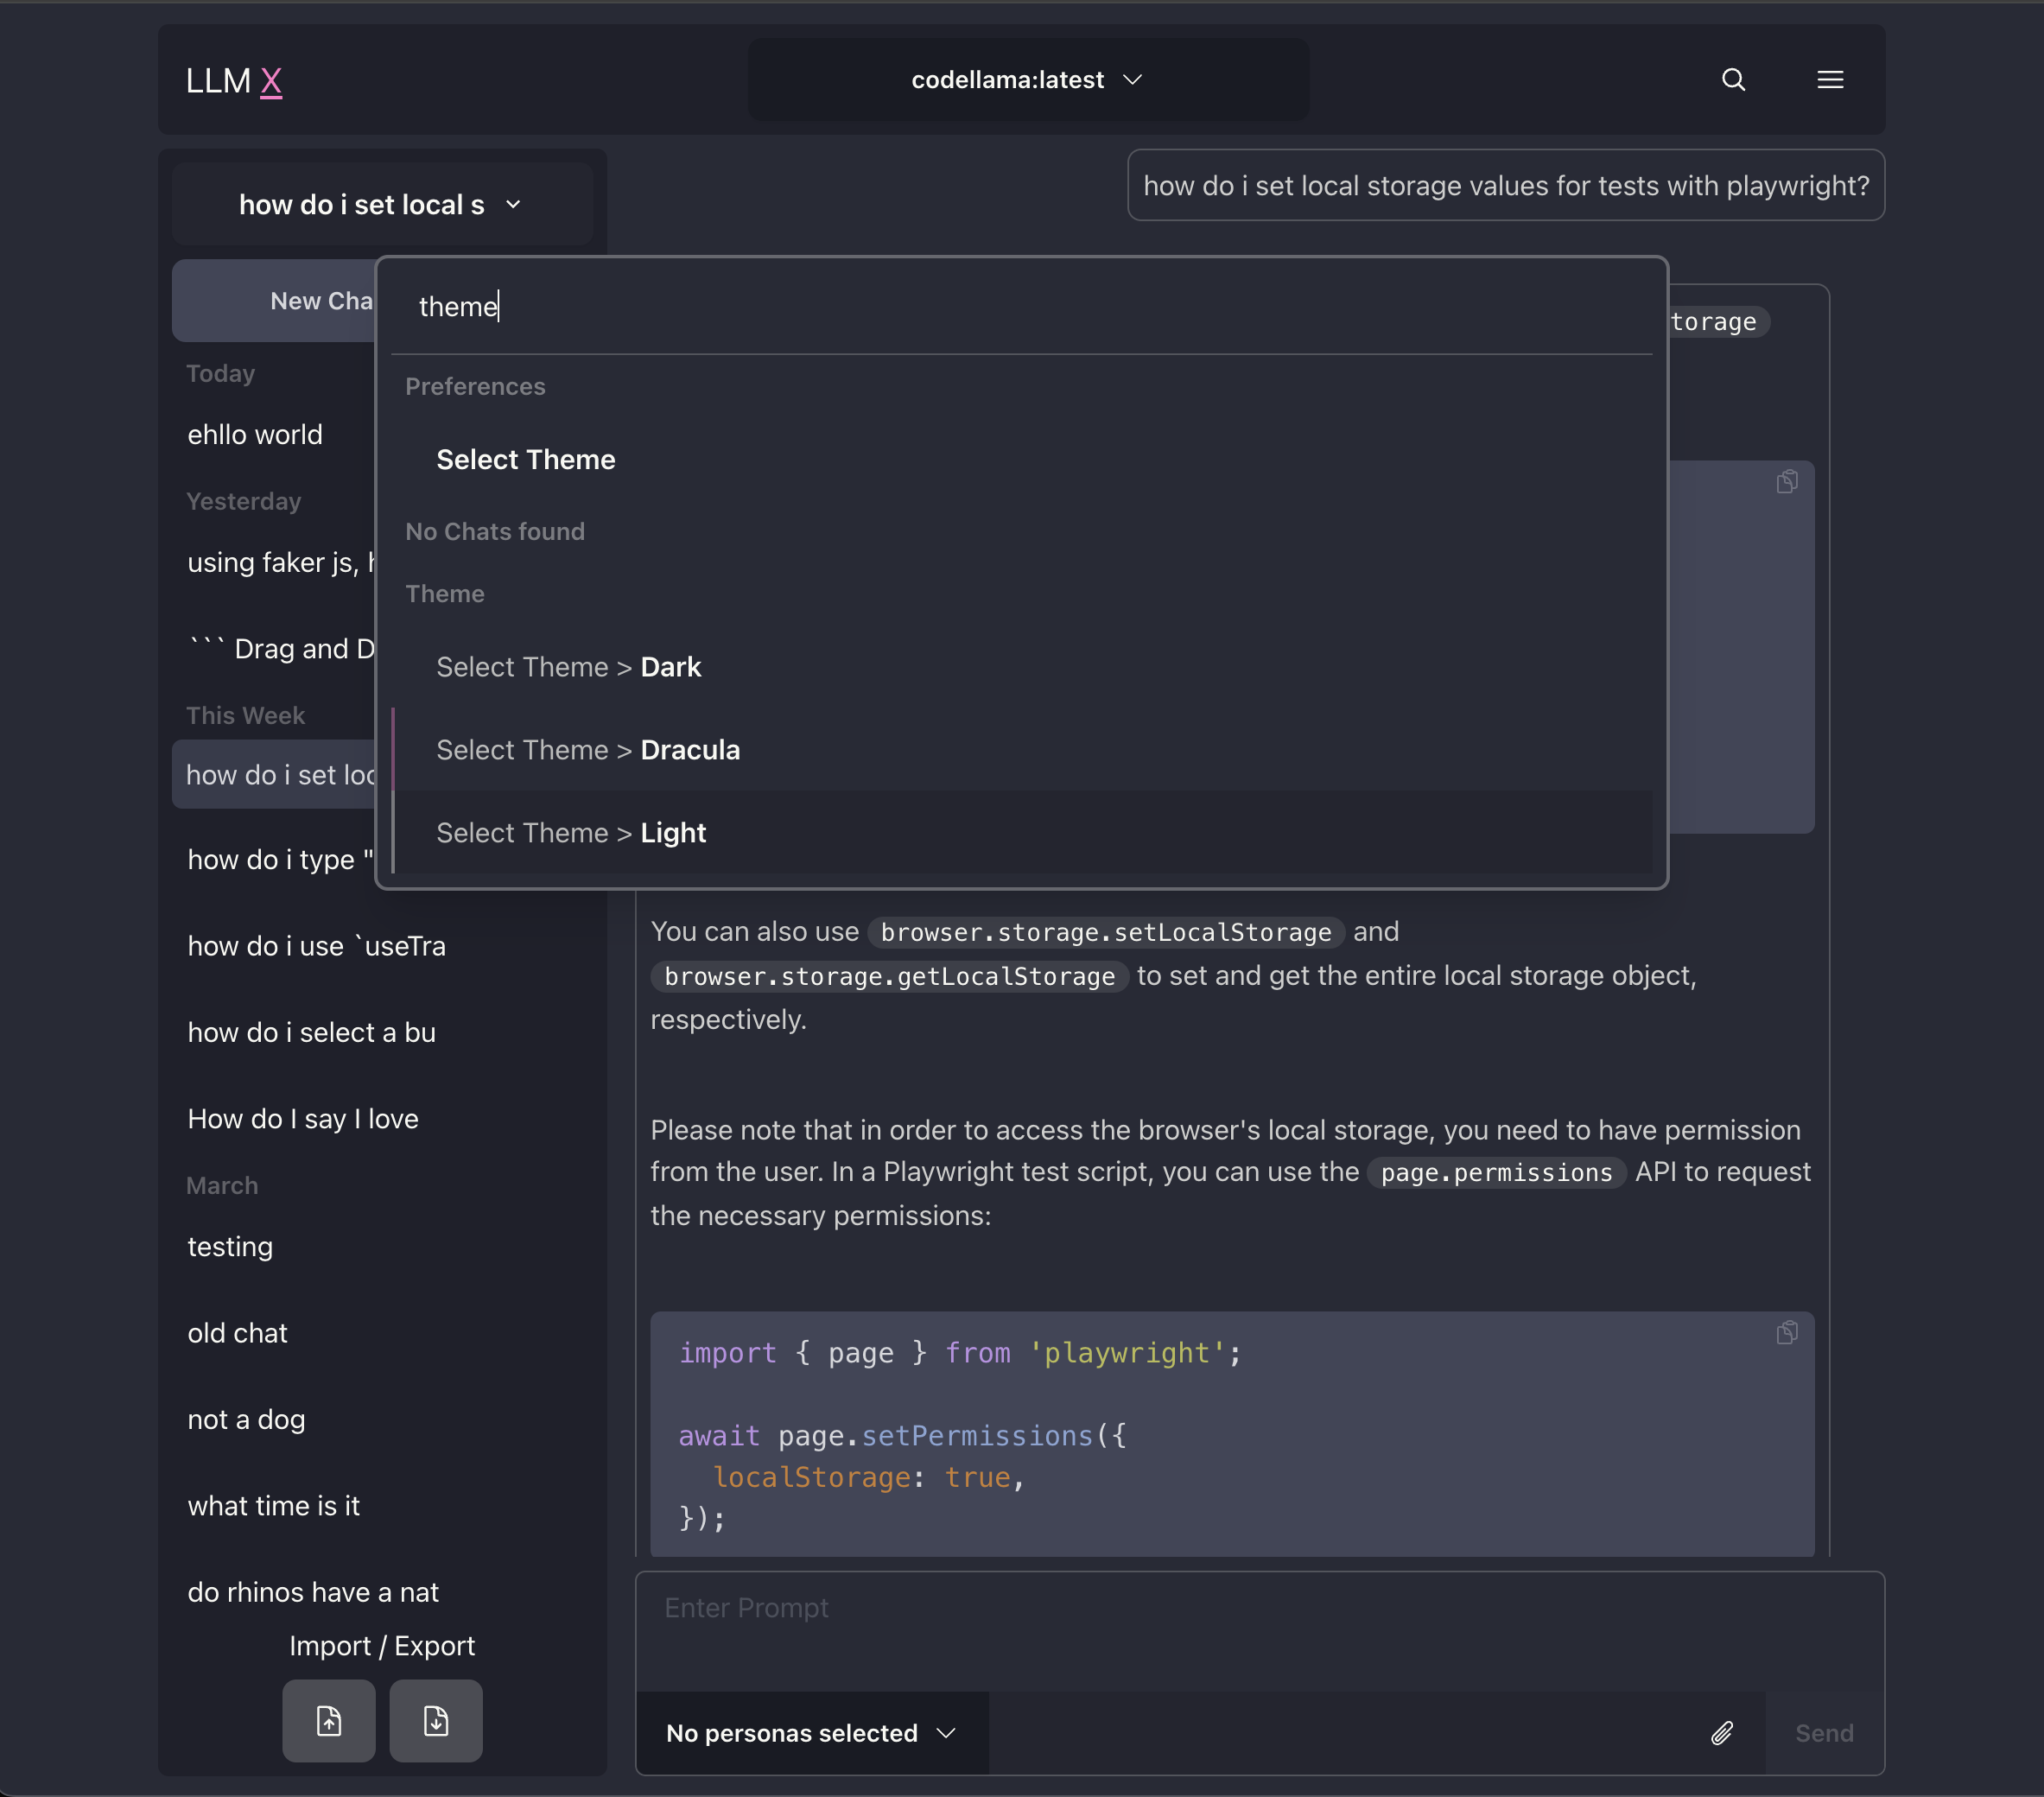 LLM X
codellama:latest
how do i set local s
New Cha
Today
ehllo world
Yesterday
using faker js, h
``` Drag and D
This Week
how do i set loc
how do i type "
how do i use `useTra
how do i select a bu
How do I say I love
March
testing
old chat
not a dog
what time is it
do rhinos have a nat
Import / Export
how do i set local storage values for tests with playwright?
torage
theme
Preferences
Select Theme
No Chats found
Theme
Select Theme > Dark
Select Theme > Dracula
Select Theme > Light
You can also use browser.storage.setLocalStorage and
browser.storage.getLocalStorage to set and get the entire local storage object,
respectively.
Please note that in order to access the browser's local storage, you need to have permission
from the user. In a Playwright test script, you can use the page.permissions API to request
the necessary permissions:
import { page } from 'playwright';
await page.setPermissions({
  localStorage: true,
});
Enter Prompt
No personas selected
Send